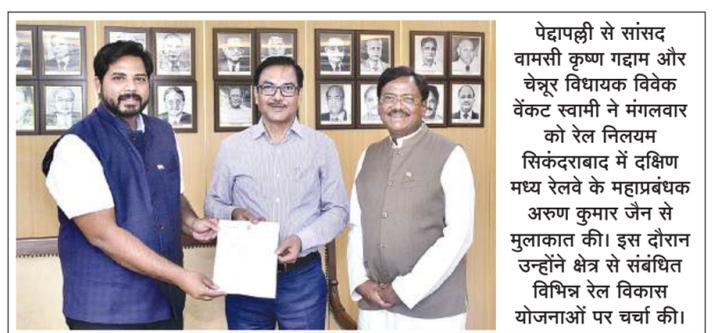 पेद्दापल्ली से सांसद
वामसी कृष्ण गद्दाम और
चेन्नूर विधायक विवेक
वेंकट स्वामी ने मंगलवार
को रेल निलयम
सिकंदराबाद में दक्षिण
मध्य रेलवे के महाप्रबंधक
अरुण कुमार जैन से
मुलाकात की। इस दौरान
उन्होंने क्षेत्र से संबंधित
विभिन्न रेल विकास
योजनाओं पर चर्चा की।